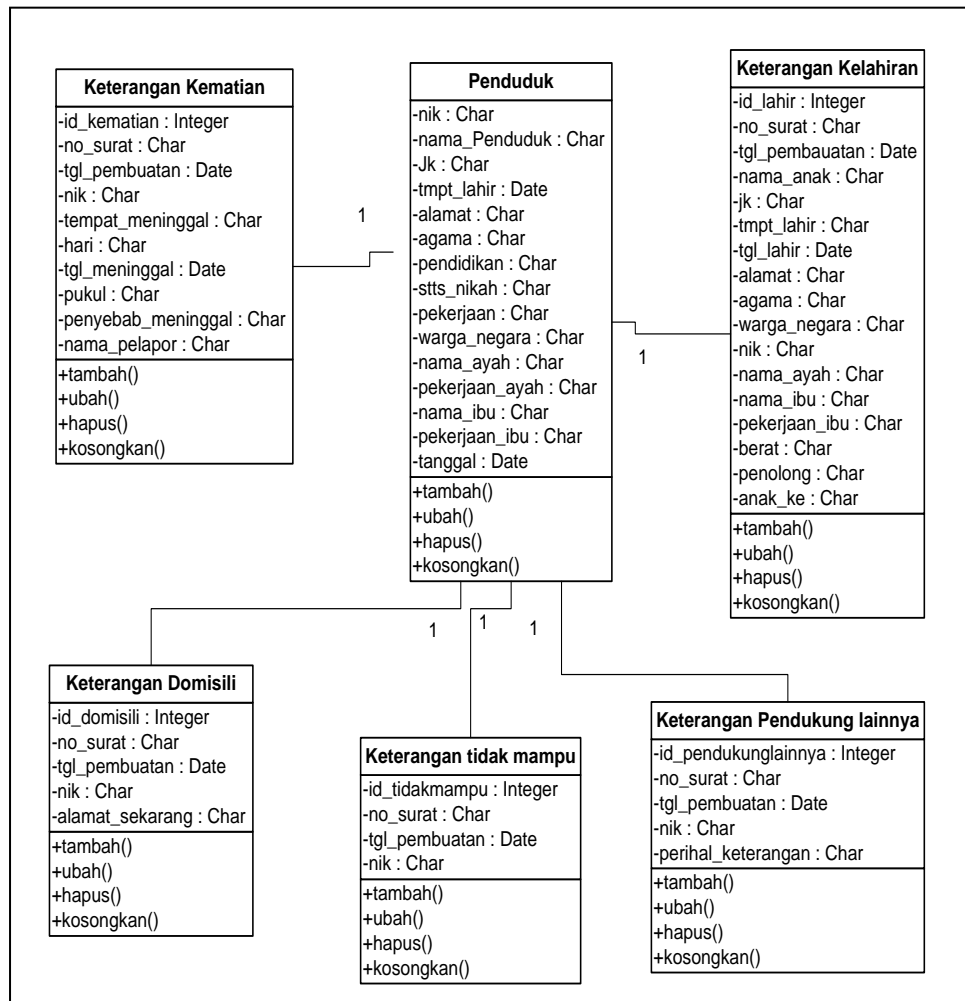 Keterangan Kematian
-id_kematian : Integer
-no_surat : Char
-tgl_pembuatan : Date
-nik : Char
-tempat_meninggal : Char
-hari : Char
-tgl_meninggal : Date
-pukul : Char
-penyebab_meninggal : Char
-nama_pelapor : Char
+tambah()
+ubah()
+hapus()
+kosongkan()
1
Penduduk
-nik : Char
-nama_Penduduk : Char
-Jk : Char
-tmpt_lahir : Date
-alamat : Char
-agama : Char
-pendidikan : Char
-stts_nikah : Char
-pekerjaan : Char
-warga_negara : Char
-nama_ayah : Char
-pekerjaan_ayah : Char
-nama_ibu : Char
-pekerjaan_ibu : Char
-tanggal : Date
+tambah()
+ubah()
+hapus()
+kosongkan()
1
Keterangan Kelahiran
-id_lahir : Integer
-no_surat : Char
-tgl_pembauatan : Date
-nama_anak : Char
-jk : Char
-tmpt_lahir : Char
-tgl_lahir : Date
-alamat : Char
-agama : Char
-warga_negara : Char
-nik : Char
-nama_ayah : Char
-nama_ibu : Char
-pekerjaan_ibu : Char
-berat : Char
-penolong : Char
-anak_ke : Char
+tambah()
+ubah()
+hapus()
+kosongkan()
1
1
1
Keterangan Domisili
-id_domisili : Integer
-no_surat : Char
-tgl_pembuatan : Date
-nik : Char
-alamat_sekarang : Char
+tambah()
+ubah()
+hapus()
+kosongkan()
Keterangan tidak mampu
-id_tidakmampu : Integer
-no_surat : Char
-tgl_pembuatan : Date
-nik : Char
+tambah()
+ubah()
+hapus()
+kosongkan()
Keterangan Pendukung lainnya
-id_pendukunglainnya : Integer
-no_surat : Char
-tgl_pembuatan : Date
-nik : Char
-perihal_keterangan : Char
+tambah()
+ubah()
+hapus()
+kosongkan()